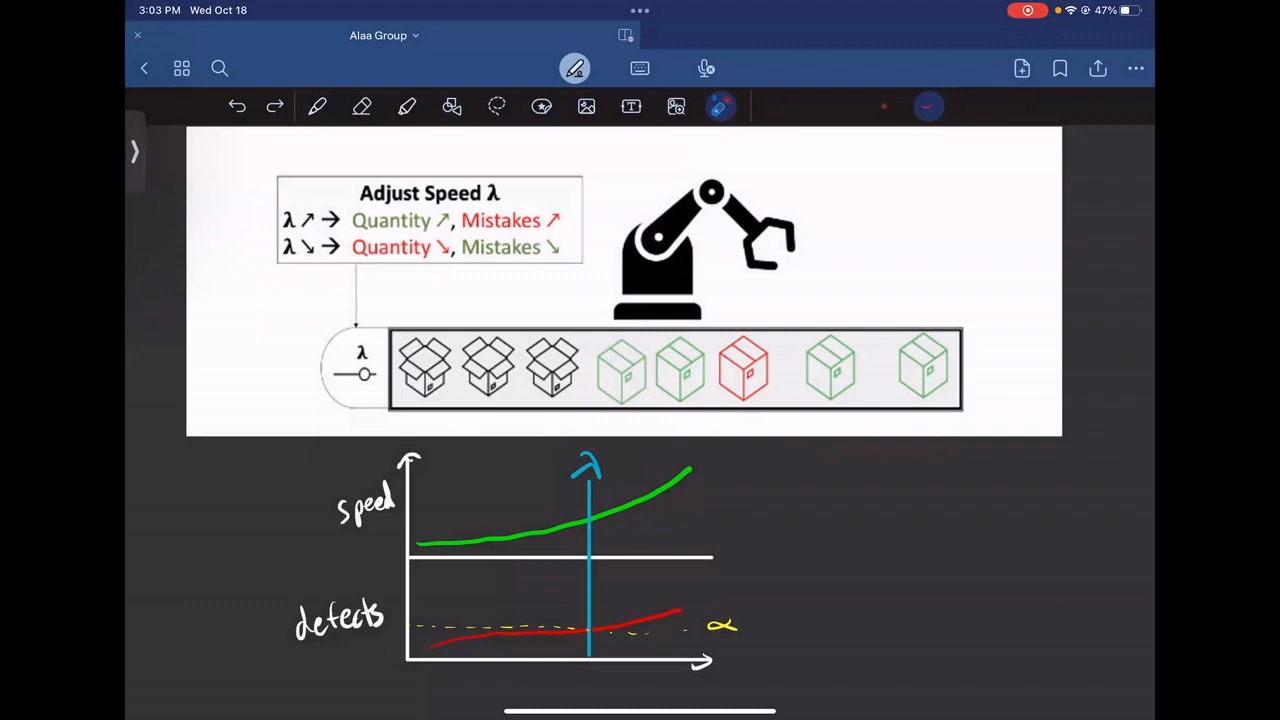 3:03 PM Wed Oct 18
47%
Alaa Group
Adjust Speed λ
λ ↗ → Quantity ↗, Mistakes ↗
λ ↘ → Quantity ↘, Mistakes ↘
λ
λ
speed
defects
α